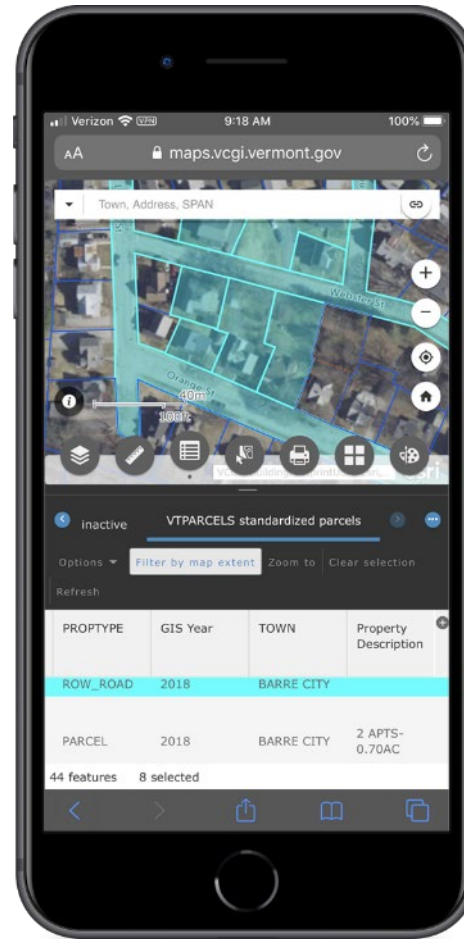 Verizon VPN 9:18 AM 100%
AA maps.vcgi.vermont.gov
Town, Address, SPAN
+
Webster St
−
Orange St
40m
100ft
esri
inactive VTPARCELS standardized parcels
Options Filter by map extent Zoom to Clear selection
Refresh
PROPTYPE GIS Year TOWN Property
Description
ROW_ROAD 2018 BARRE CITY
PARCEL 2018 BARRE CITY 2 APTS-
0.70AC
44 features 8 selected